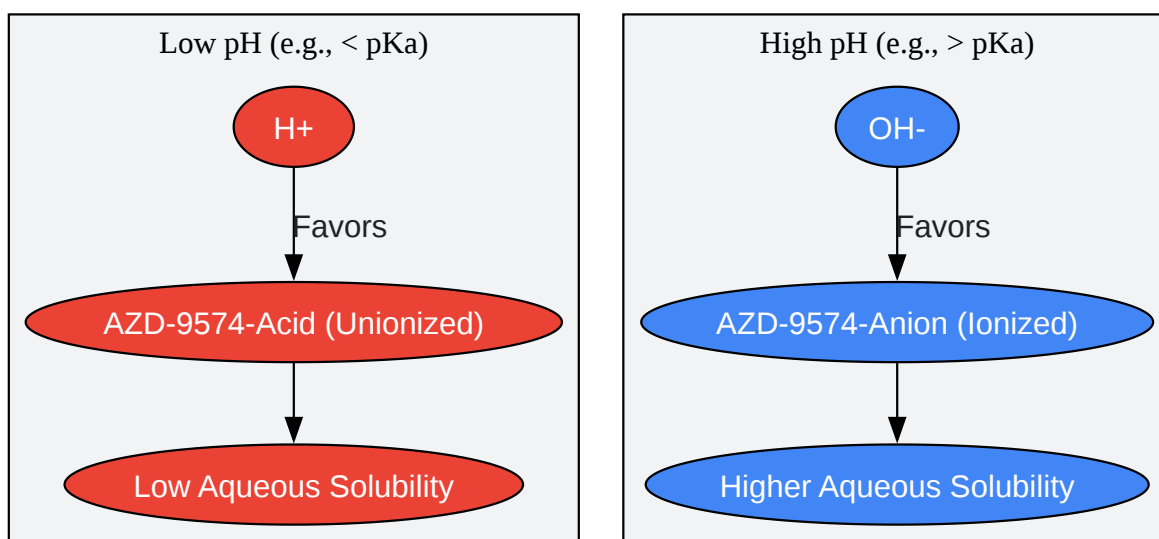 Low pH (e.g., < pKa)
H+
Favors
AZD-9574-Acid (Unionized)
Low Aqueous Solubility
High pH (e.g., > pKa)
OH-
Favors
AZD-9574-Anion (Ionized)
Higher Aqueous Solubility